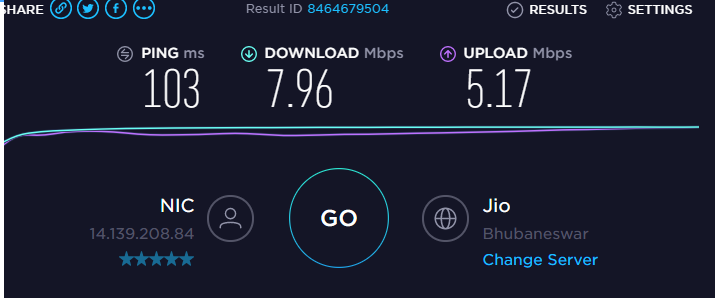 SHARE Result ID 8464679504 RESULTS SETTINGS
PING ms DOWNLOAD Mbps UPLOAD Mbps
103 7.96 5.17
NIC GO Jio
14.139.208.84 Bhubaneswar
Change Server